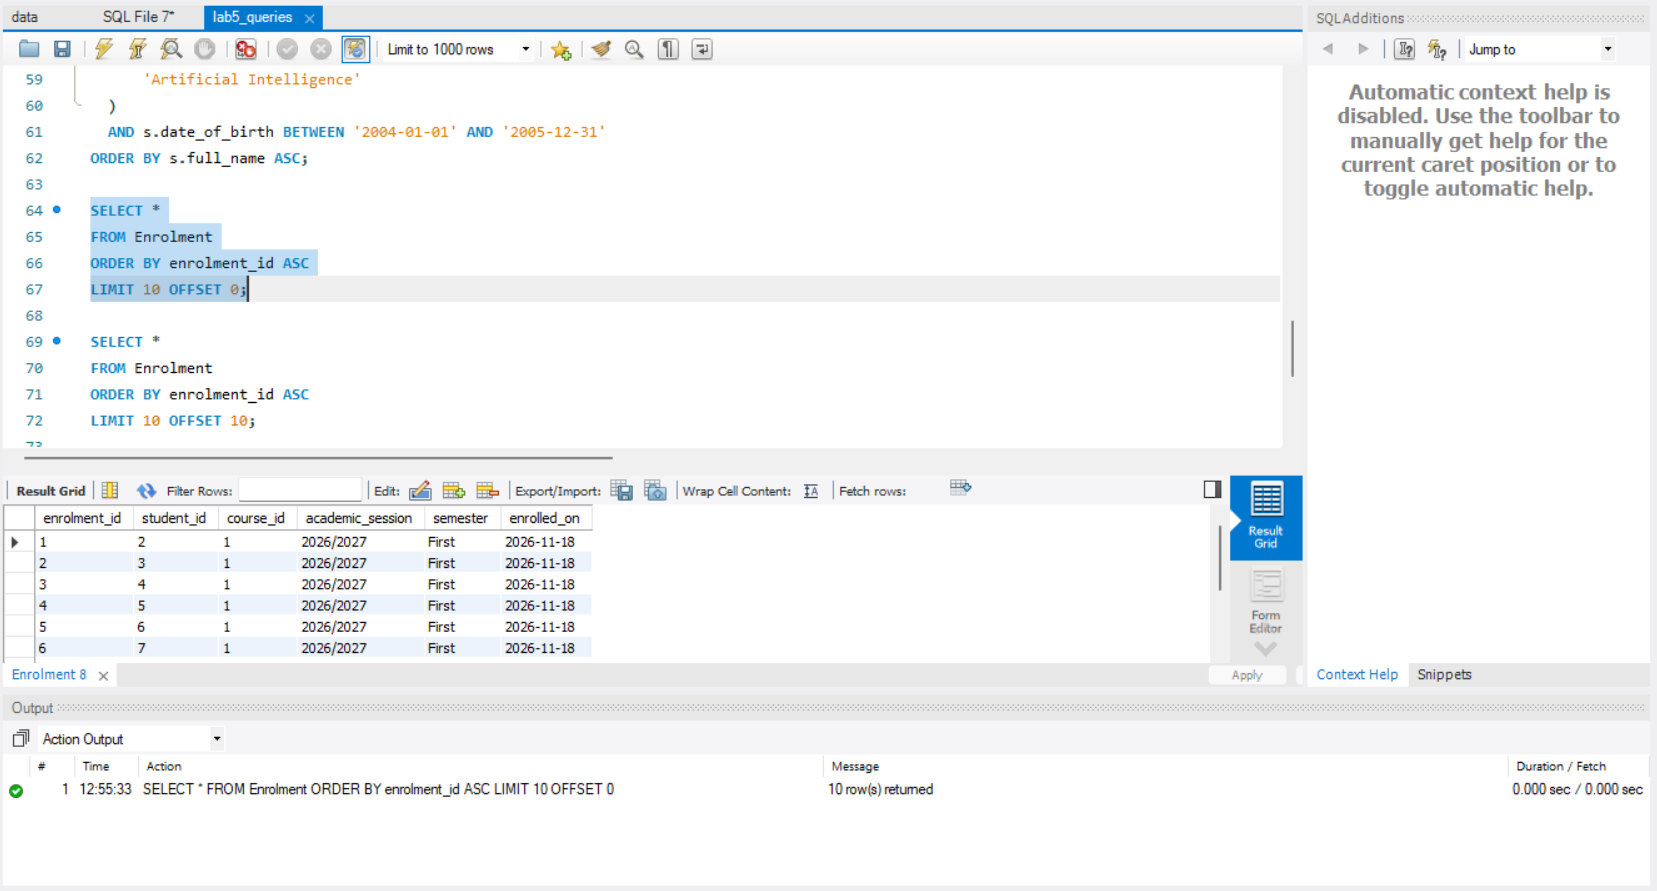 data SQL File 7* lab5_queries
SQLAdditions
Limit to 1000 rows
Jump to
59 'Artificial Intelligence'
60 )
61 AND s.date_of_birth BETWEEN '2004-01-01' AND '2005-12-31'
62 ORDER BY s.full_name ASC;
63
64 SELECT *
65 FROM Enrolment
66 ORDER BY enrolment_id ASC
67 LIMIT 10 OFFSET 0;
68
69 SELECT *
70 FROM Enrolment
71 ORDER BY enrolment_id ASC
72 LIMIT 10 OFFSET 10;
73
Automatic context help is
disabled. Use the toolbar to
manually get help for the
current caret position or to
toggle automatic help.
Result Grid Filter Rows: Edit: Export/Import: Wrap Cell Content: Fetch rows:
enrolment_id student_id course_id academic_session semester enrolled_on
1 2 1 2026/2027 First 2026-11-18
2 3 1 2026/2027 First 2026-11-18
3 4 1 2026/2027 First 2026-11-18
4 5 1 2026/2027 First 2026-11-18
5 6 1 2026/2027 First 2026-11-18
6 7 1 2026/2027 First 2026-11-18
Result
Grid
Form
Editor
Enrolment 8
Apply
Context Help Snippets
Output
Action Output
# Time Action Message Duration / Fetch
1 12:55:33 SELECT * FROM Enrolment ORDER BY enrolment_id ASC LIMIT 10 OFFSET 0 10 row(s) returned 0.000 sec / 0.000 sec